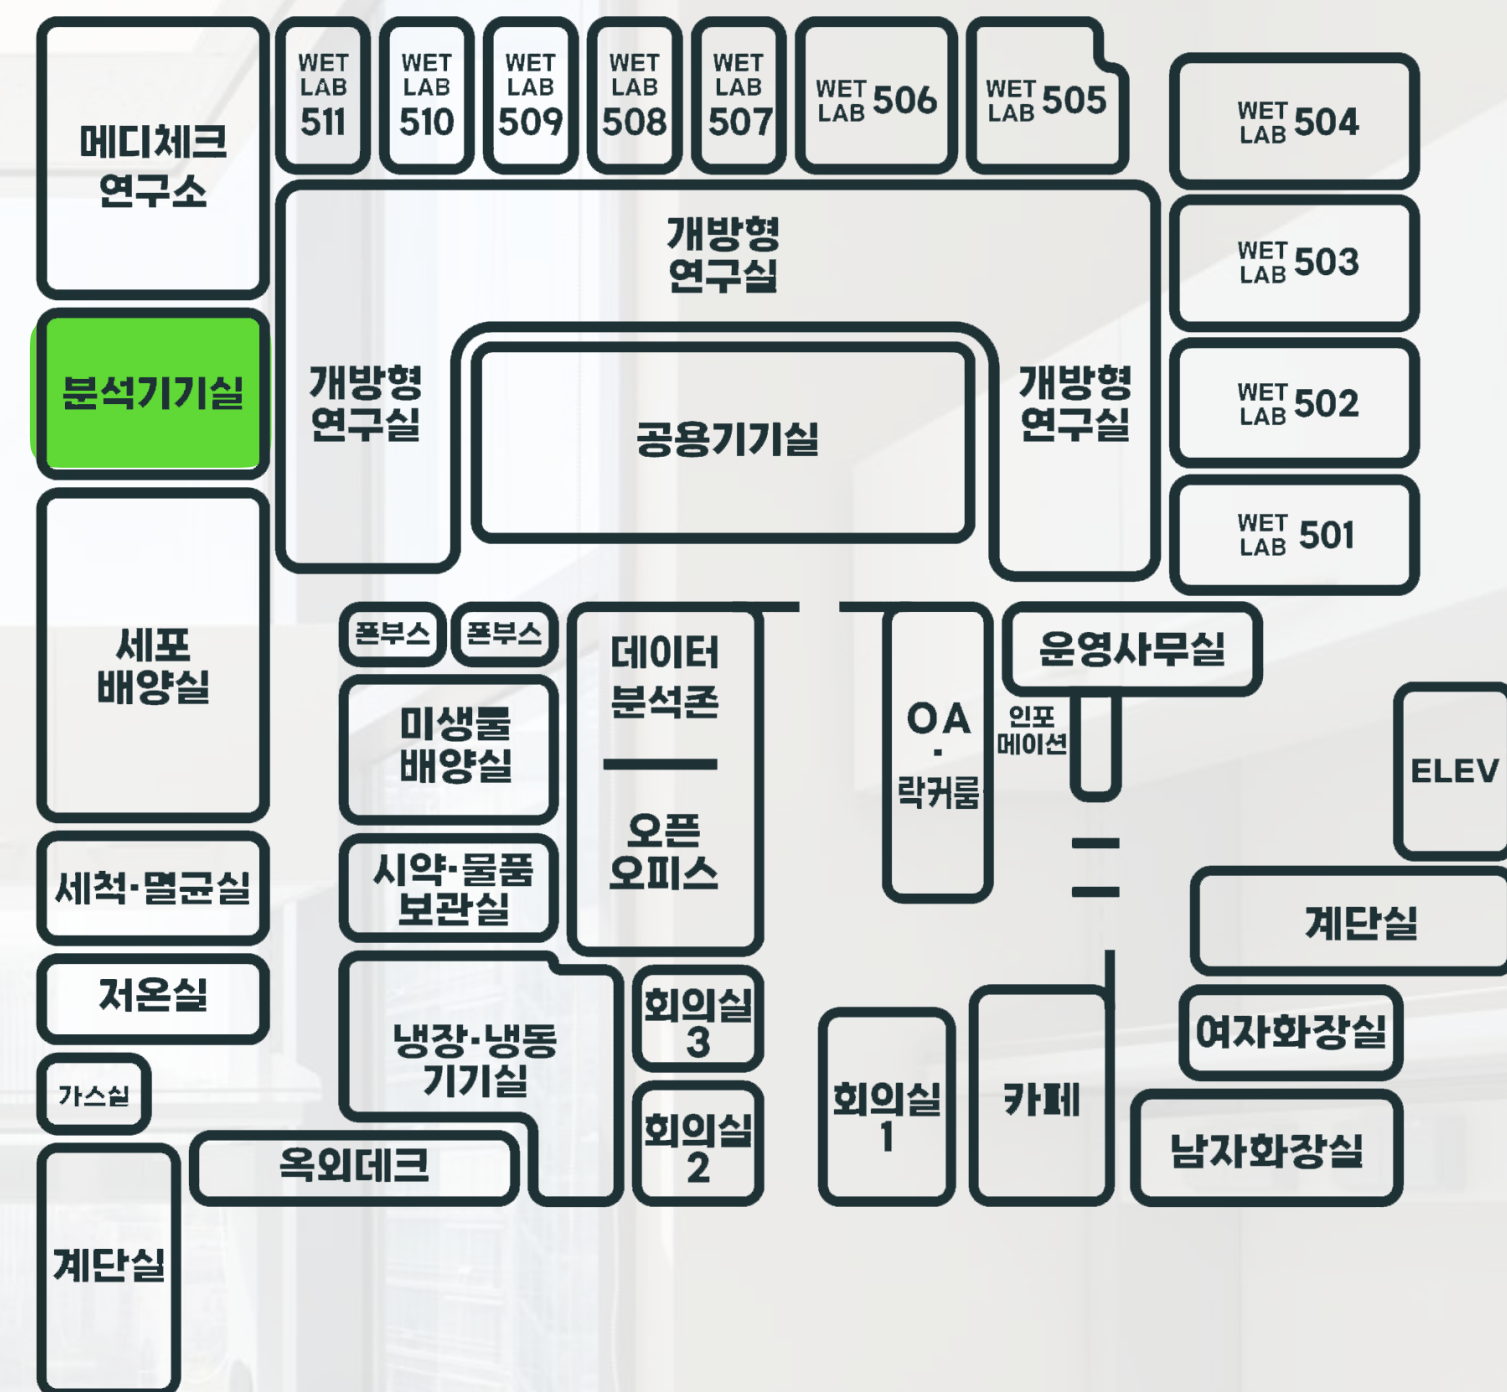 메디체크
연구소
WET
LAB
511
WET
LAB
510
WET
LAB
509
WET
LAB
508
WET
LAB
507
WET
LAB 506
WET
LAB 505
WET
LAB 504
WET
LAB 503
WET
LAB 502
WET
LAB 501
개방형
연구실
분석기기실
개방형
연구실
공용기기실
개방형
연구실
세포
배양실
폰부스
폰부스
데이터
분석존
오픈
오피스
미생물
배양실
OA
·
락커룸
운영사무실
인포
메이션
ELEV
세척·멸균실
시약·물품
보관실
계단실
저온실
냉장·냉동
기기실
회의실
3
여자화장실
가스실
회의실
2
회의실
1
카페
남자화장실
옥외데크
계단실